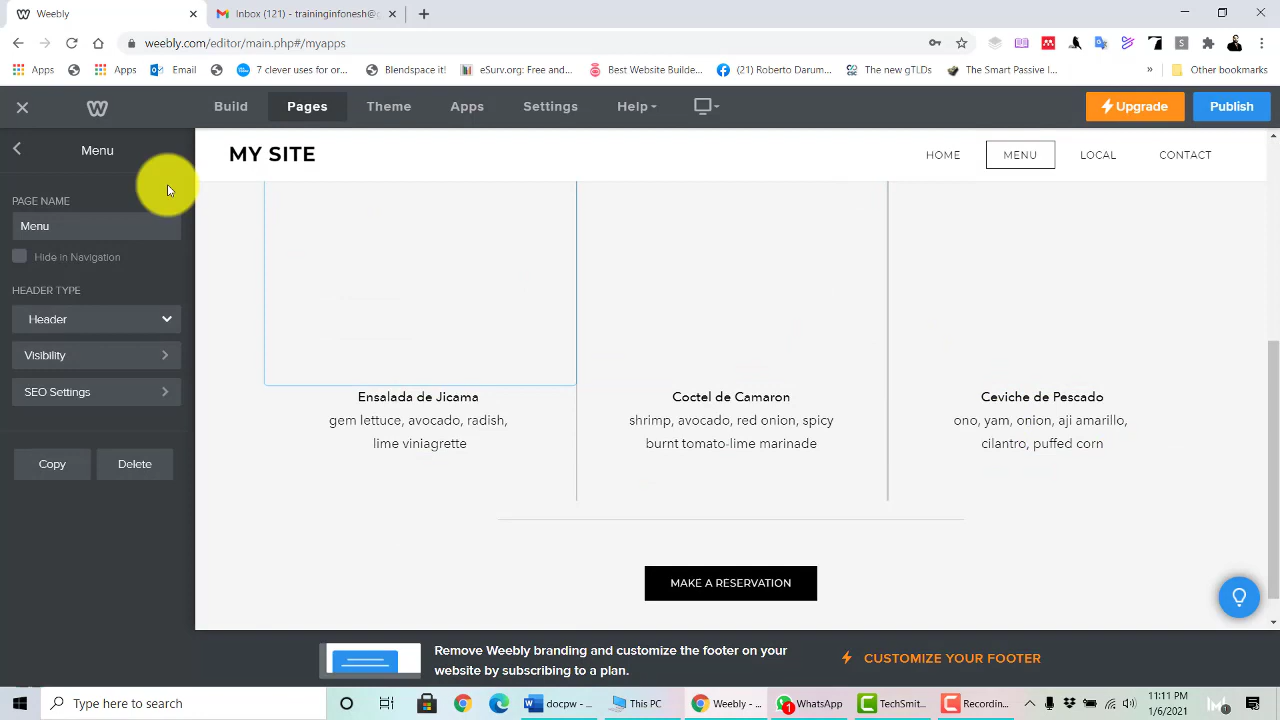 Weebly
Inbox (121) - traininginfonesh@
weebly.com/editor/main.php#/myapps
Apps
Apps
Email
7 clever uses for or...
Blendspace it!
eSurv.org: Free and...
Best Website Builde...
(21) Roberto Darum...
The new gTLDs
The Smart Passive I...
»
Other bookmarks
Build
Pages
Theme
Apps
Settings
Help
Upgrade
Publish
Menu
MY SITE
HOME
MENU
LOCAL
CONTACT
PAGE NAME
Menu
Hide in Navigation
HEADER TYPE
Header
Visibility
SEO Settings
Copy
Delete
Ensalada de Jicama
gem lettuce, avocado, radish,
lime viniagrette
Coctel de Camaron
shrimp, avocado, red onion, spicy
burnt tomato-lime marinade
Ceviche de Pescado
ono, yam, onion, aji amarillo,
cilantro, puffed corn
MAKE A RESERVATION
Remove Weebly branding and customize the footer on your
website by subscribing to a plan.
CUSTOMIZE YOUR FOOTER
Type here to search
docpw - ...
This PC
Weebly - ...
1
WhatsApp
TechSmit...
Recordin...
11:11 PM
1/6/2021